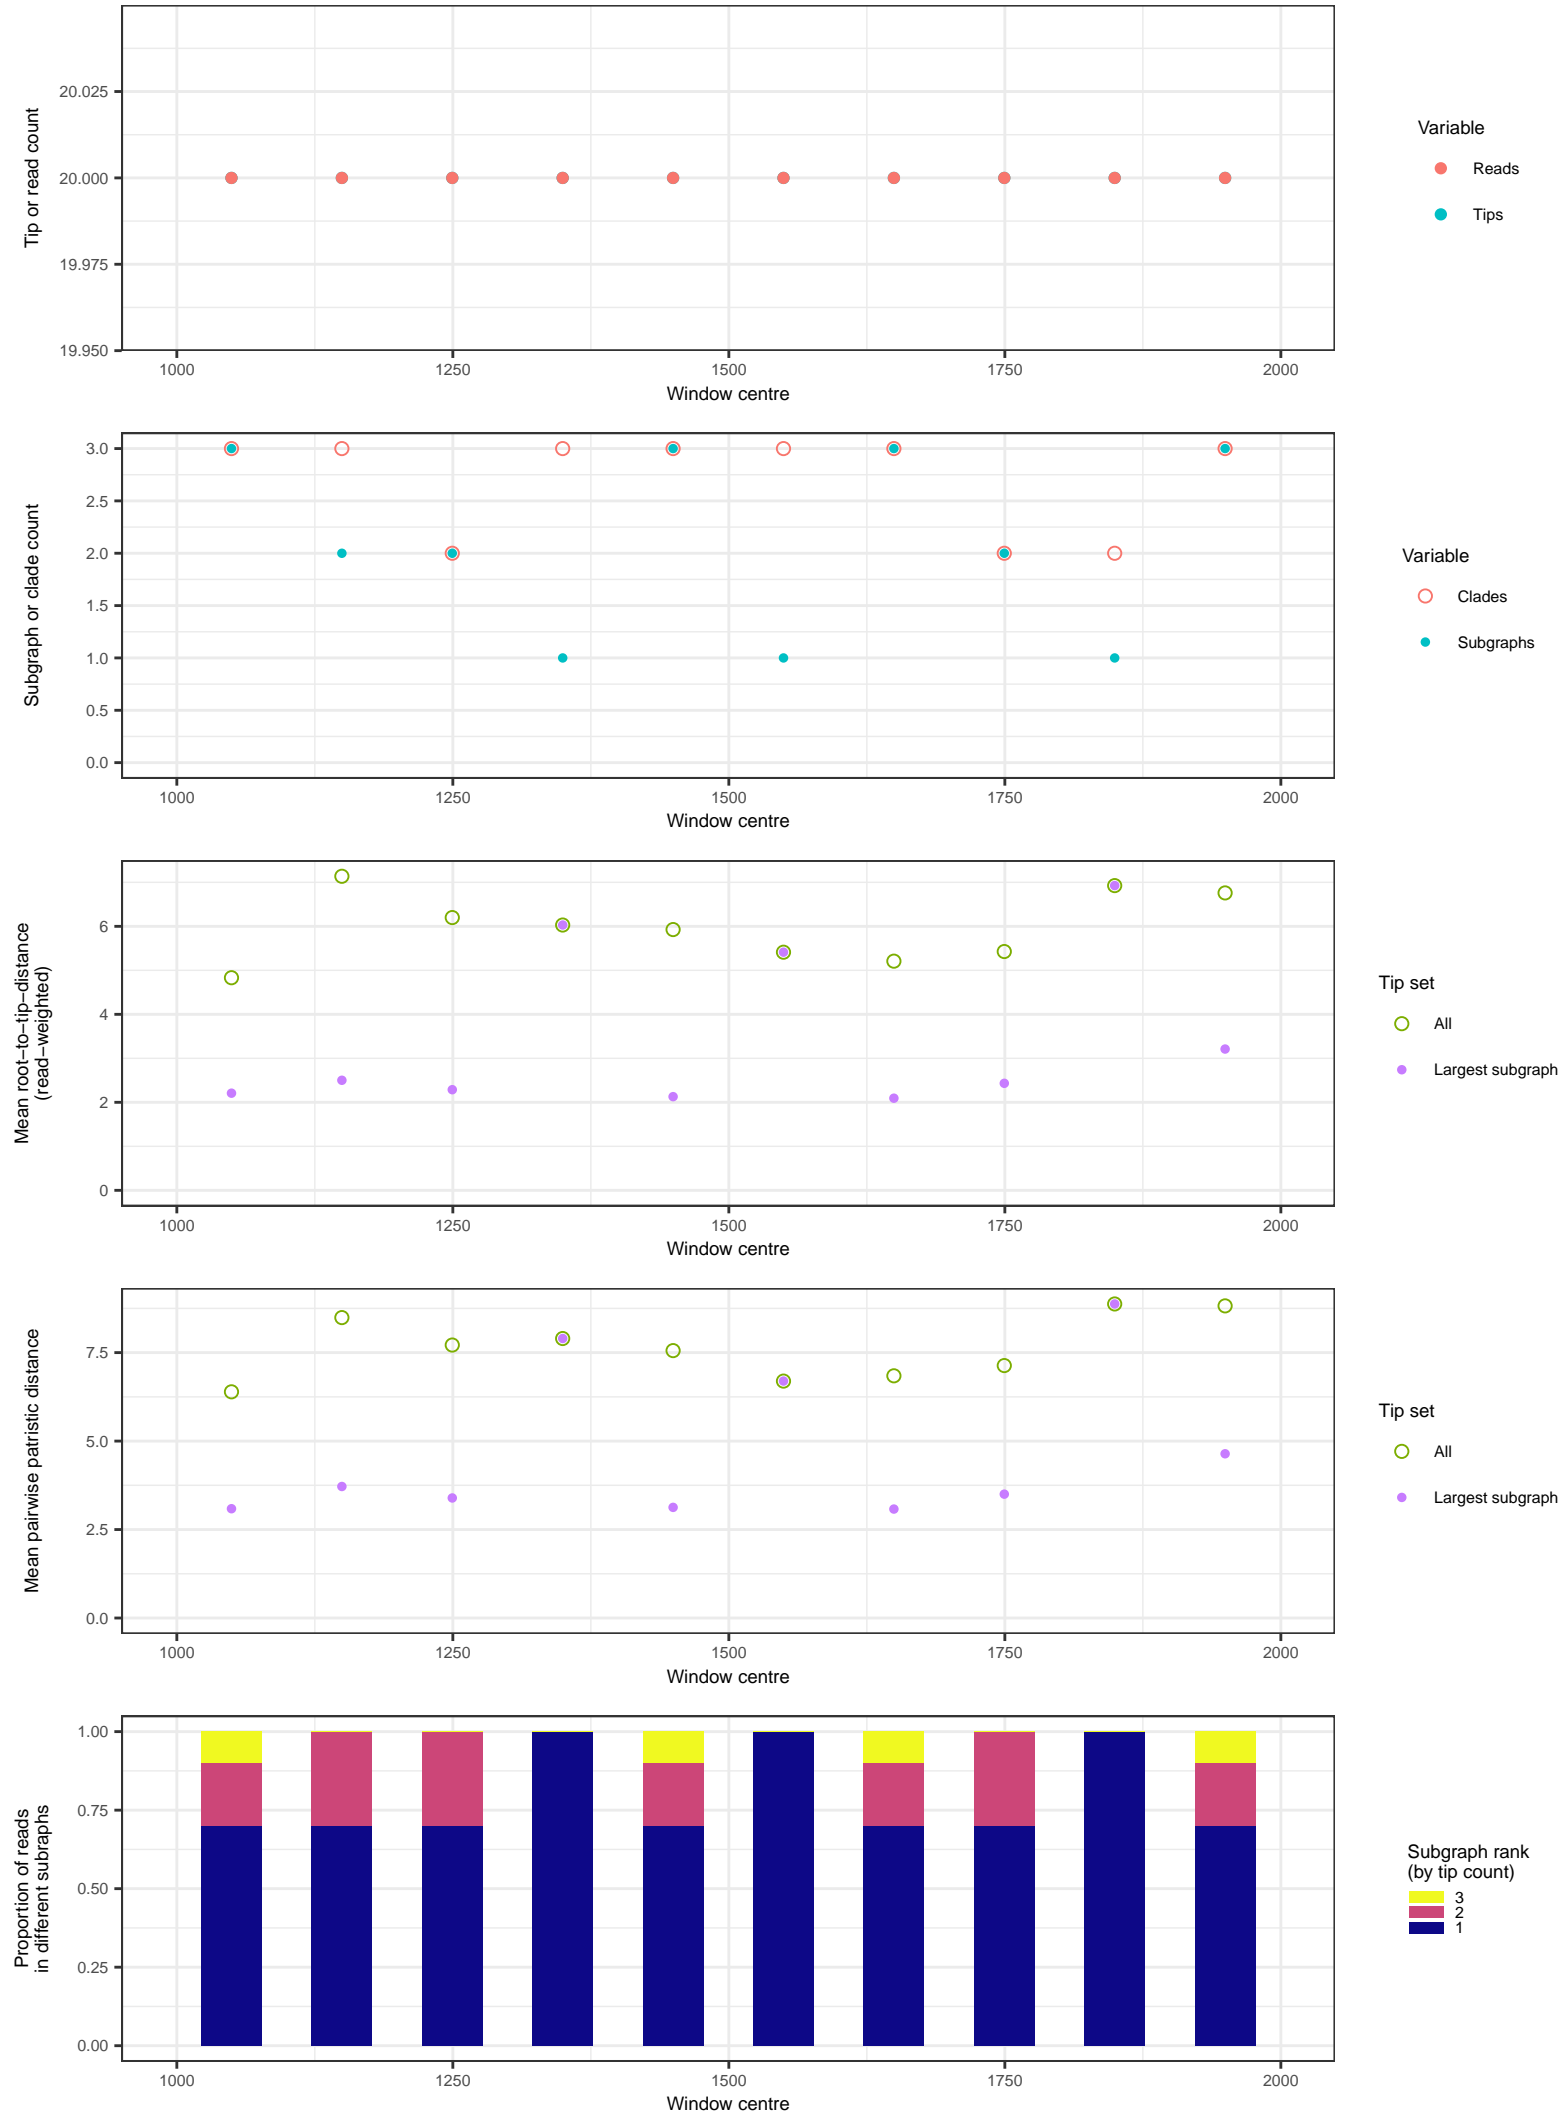 Tip or read count
20.025
20.000
19.975
19.950
1000 1250 1500 1750 2000
Window centre
Variable
Reads
Tips
Subgraph or clade count
3.0
2.5
2.0
1.5
1.0
0.5
0.0
1000 1250 1500 1750 2000
Window centre
Variable
Clades
Subgraphs
Mean root−to−tip−distance
(read−weighted)
6
4
2
0
1000 1250 1500 1750 2000
Window centre
Tip set
All
Largest subgraph
Mean pairwise patristic distance
7.5
5.0
2.5
0.0
1000 1250 1500 1750 2000
Window centre
Tip set
All
Largest subgraph
Proportion of reads
in different subraphs
1.00
0.75
0.50
0.25
0.00
1000 1250 1500 1750 2000
Window centre
Subgraph rank
(by tip count)
3
2
1